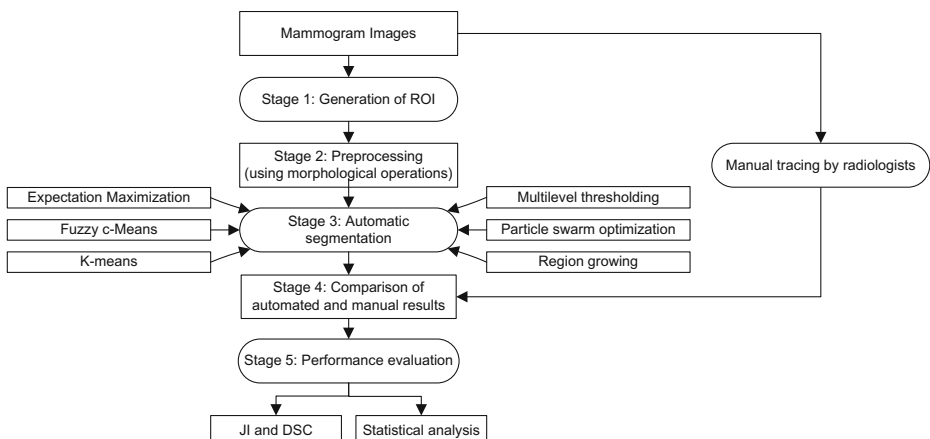 Mammogram Images
Stage 1: Generation of ROI
Stage 2: Preprocessing
(using morphological operations)
Manual tracing by radiologists
Expectation Maximization
Fuzzy c-Means
K-means
Stage 3: Automatic
segmentation
Multilevel thresholding
Particle swarm optimization
Region growing
Stage 4: Comparison of
automated and manual results
Stage 5: Performance evaluation
JI and DSC
Statistical analysis